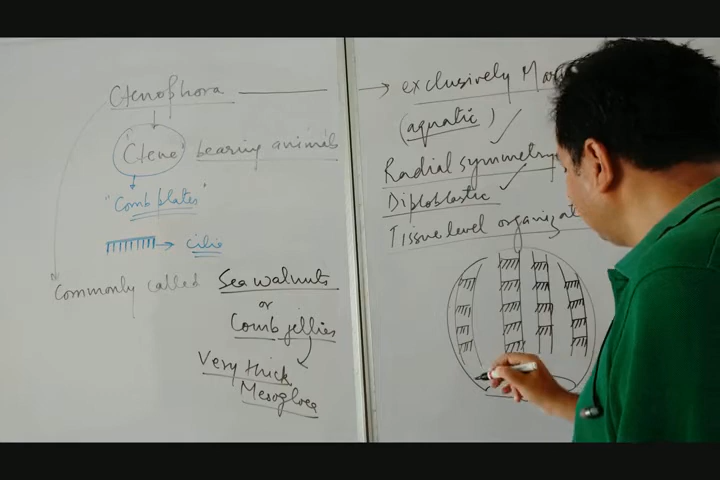 Ctenophora
"Ctene" bearing animals
"Comb plates"
cilia
Commonly called Sea walnuts
or
Comb jellies
Very thick
Mesogloea
exclusively
(aquatic)
Radial symmetry
Diploblastic
Tissue level